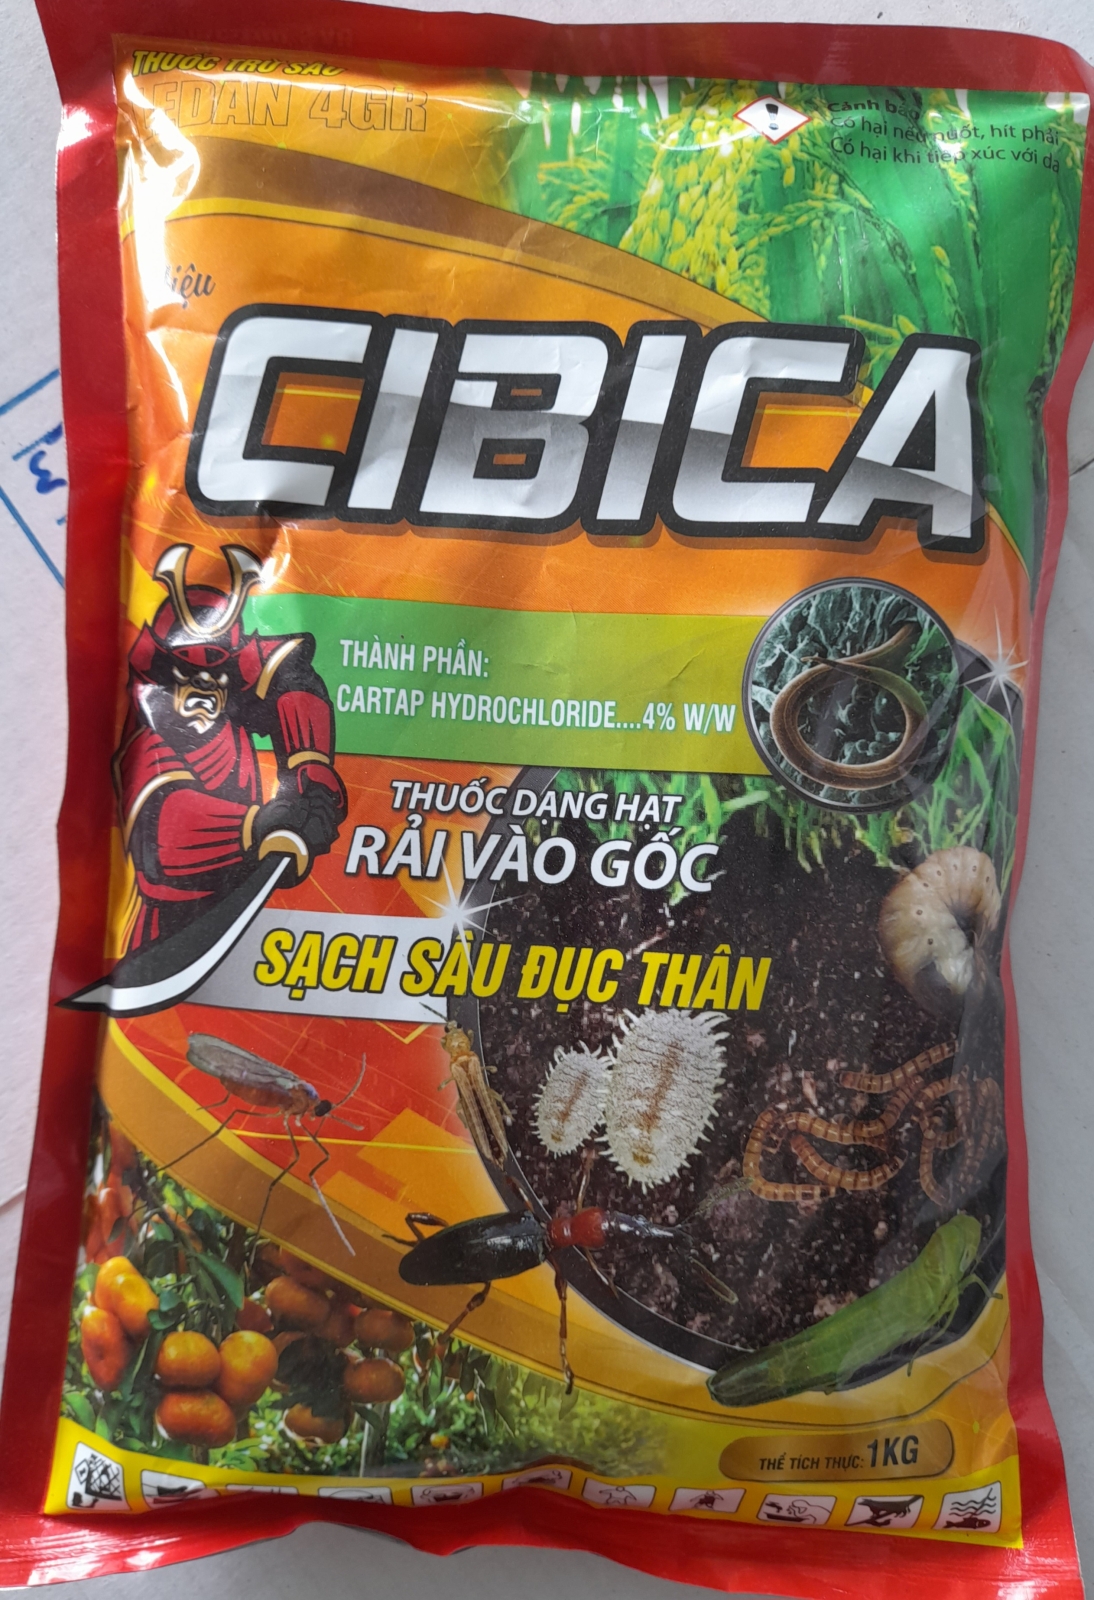 THUỐC TRỪ SÂU
LEDAN 4GR
Cảnh báo
Có hại nếu nuốt, hít phải
Có hại khi tiếp xúc với da
CIBICA
THÀNH PHẦN:
CARTAP HYDROCHLORIDE....4% W/W
THUỐC DẠNG HẠT
RẢI VÀO GỐC
SẠCH SÂU ĐỤC THÂN
THỂ TÍCH THỰC: 1KG